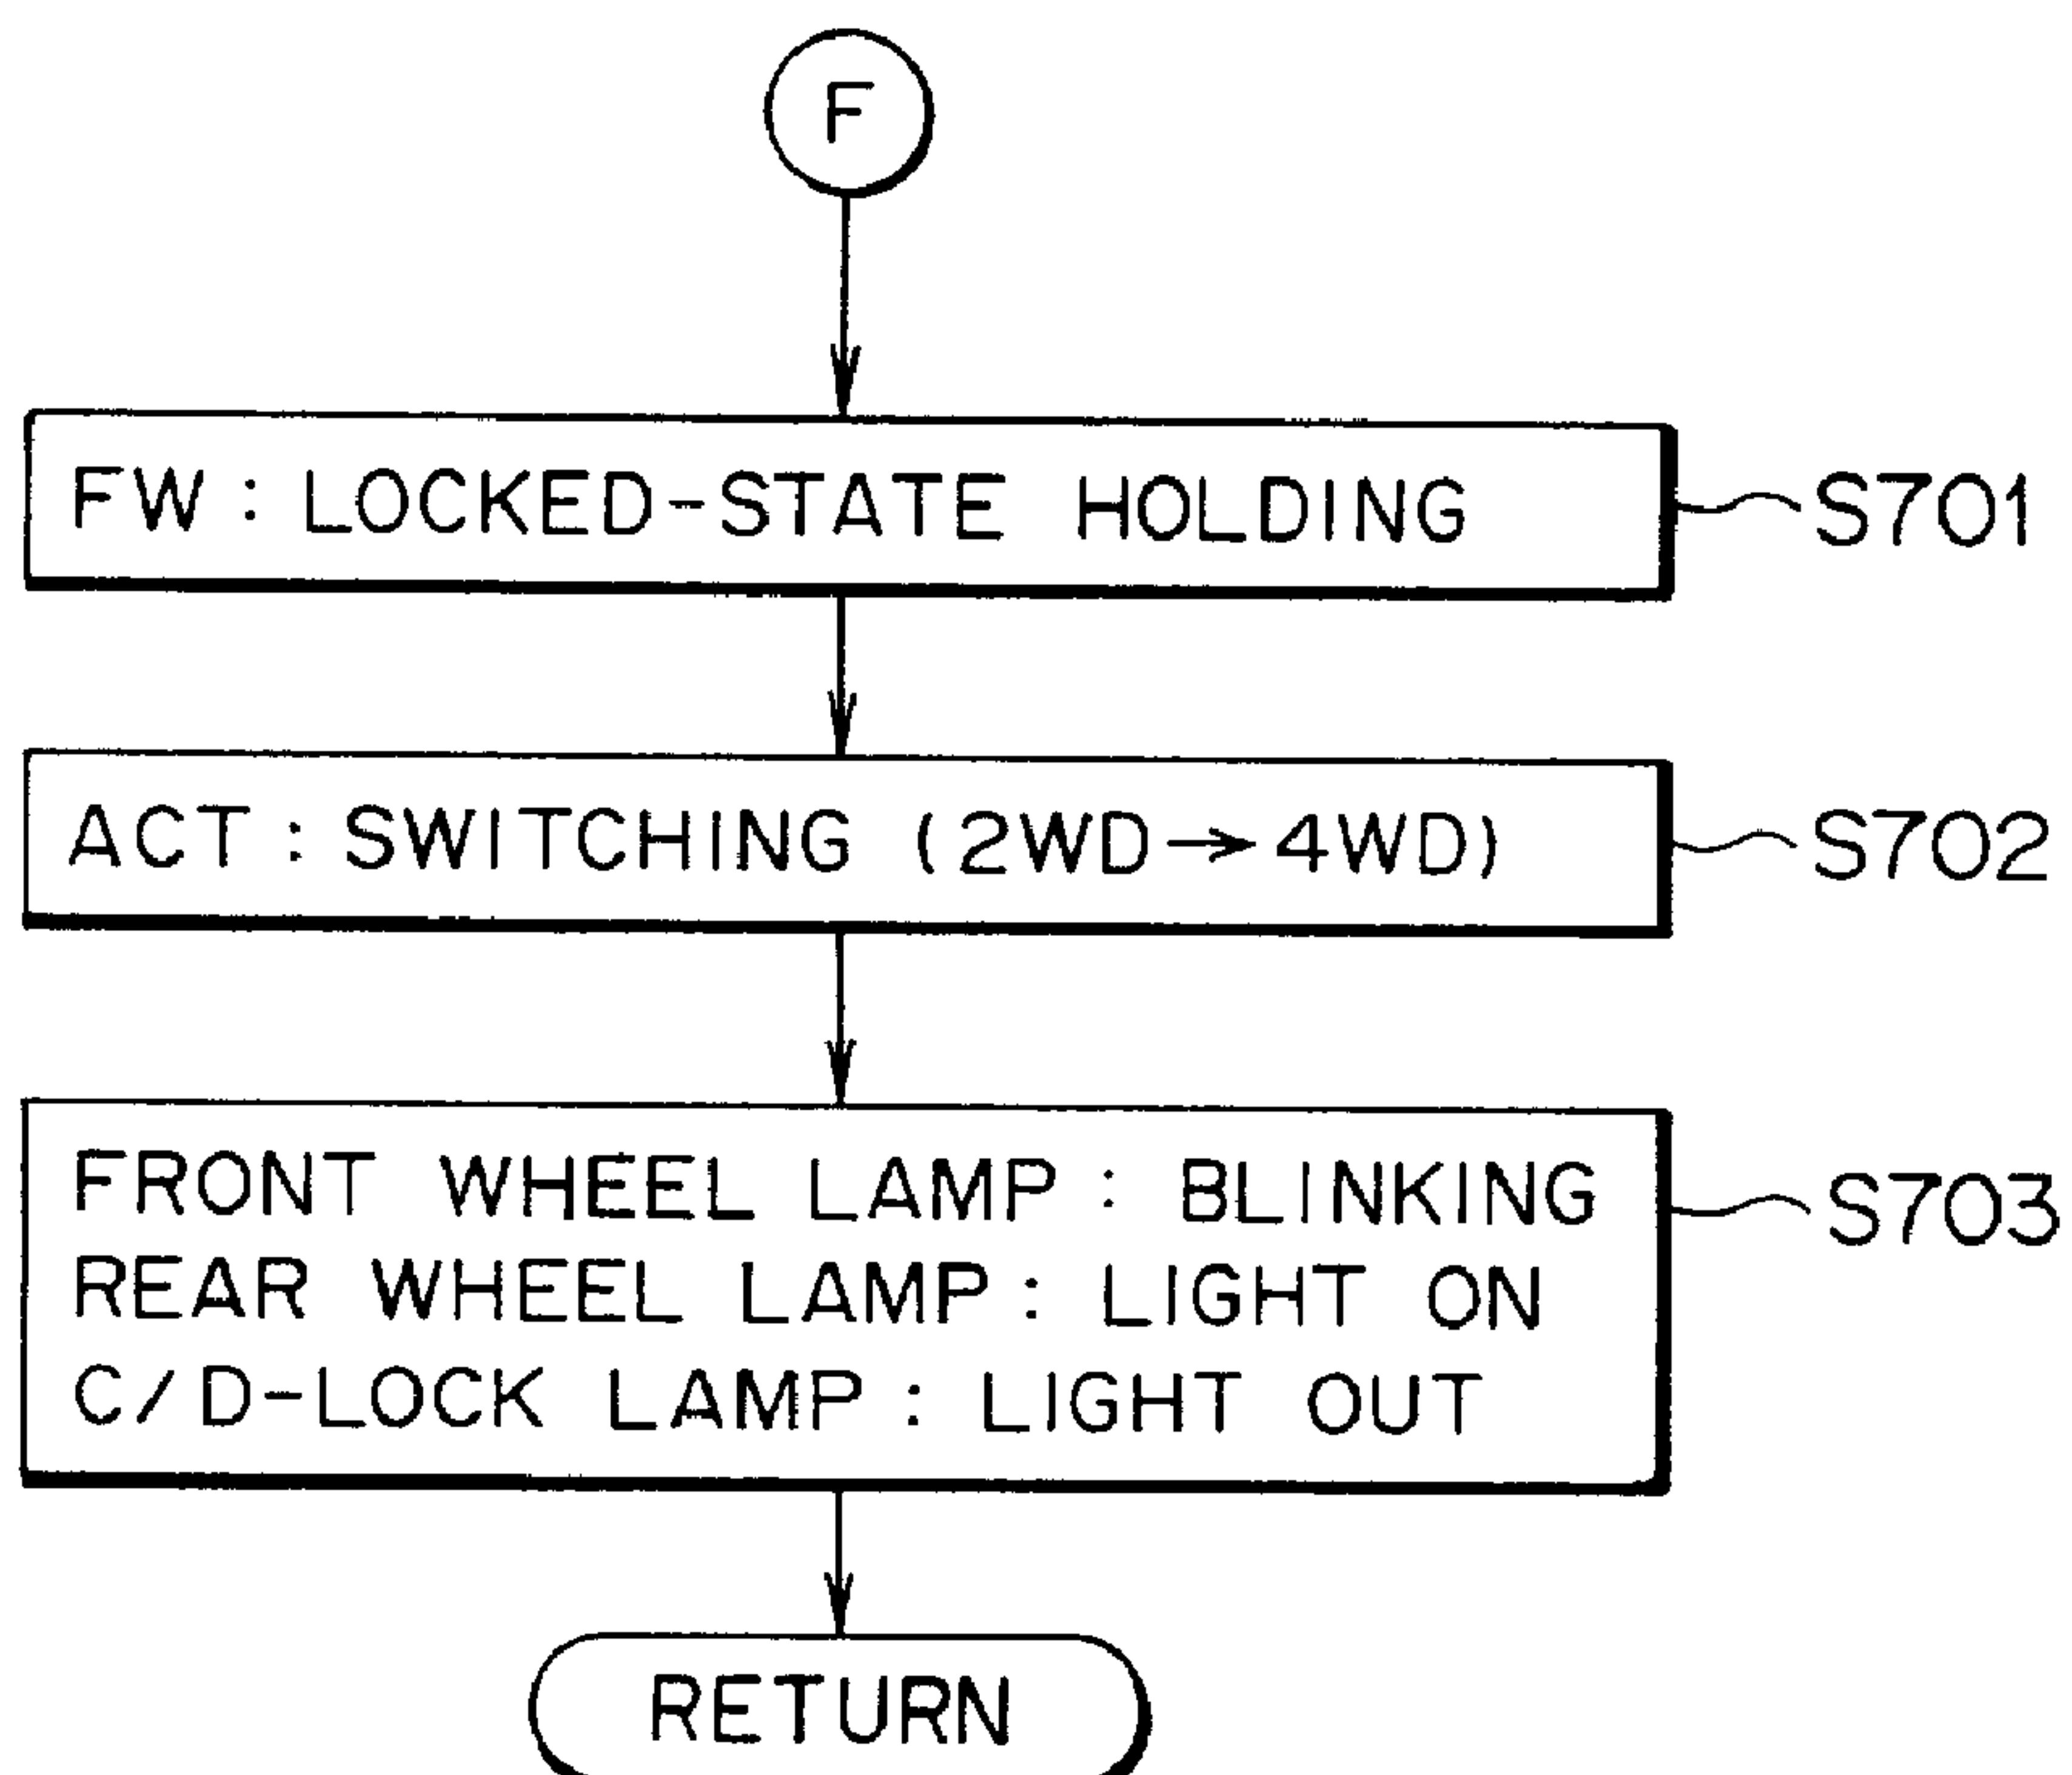 F
FW : LOCKED-STATE HOLDING
S701
ACT : SWITCHING (2WD→4WD)
S702
FRONT WHEEL LAMP : BLINKING
S703
REAR WHEEL LAMP : LIGHT ON
C/D-LOCK LAMP : LIGHT OUT
RETURN